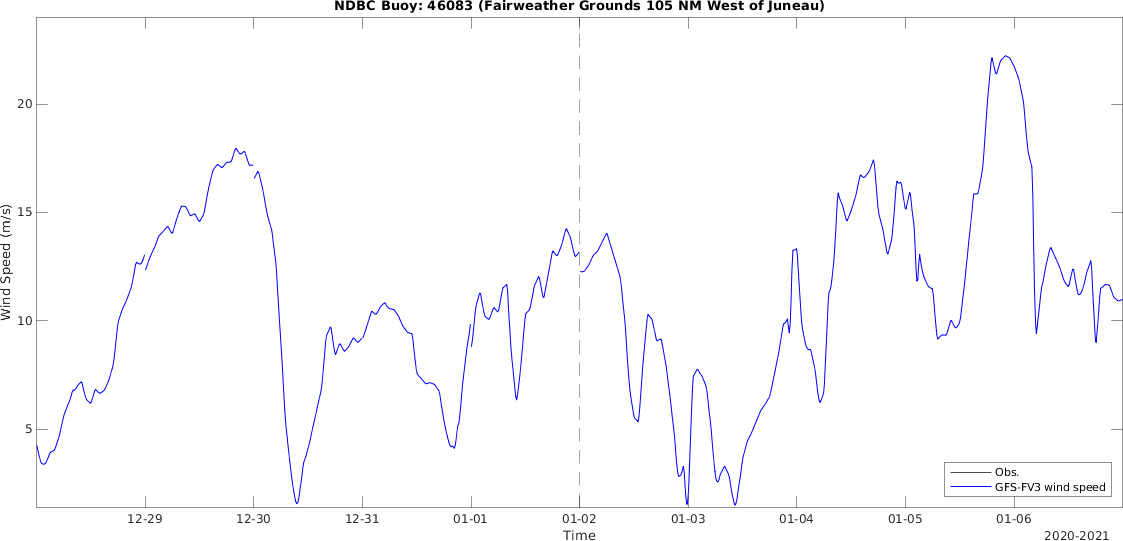 NDBC Buoy: 46083 (Fairweather Grounds 105 NM West of Juneau)
Wind Speed (m/s)
20
15
10
5
12-29 12-30 12-31 01-01 01-02 01-03 01-04 01-05 01-06
Time
2020-2021
Obs.
GFS-FV3 wind speed